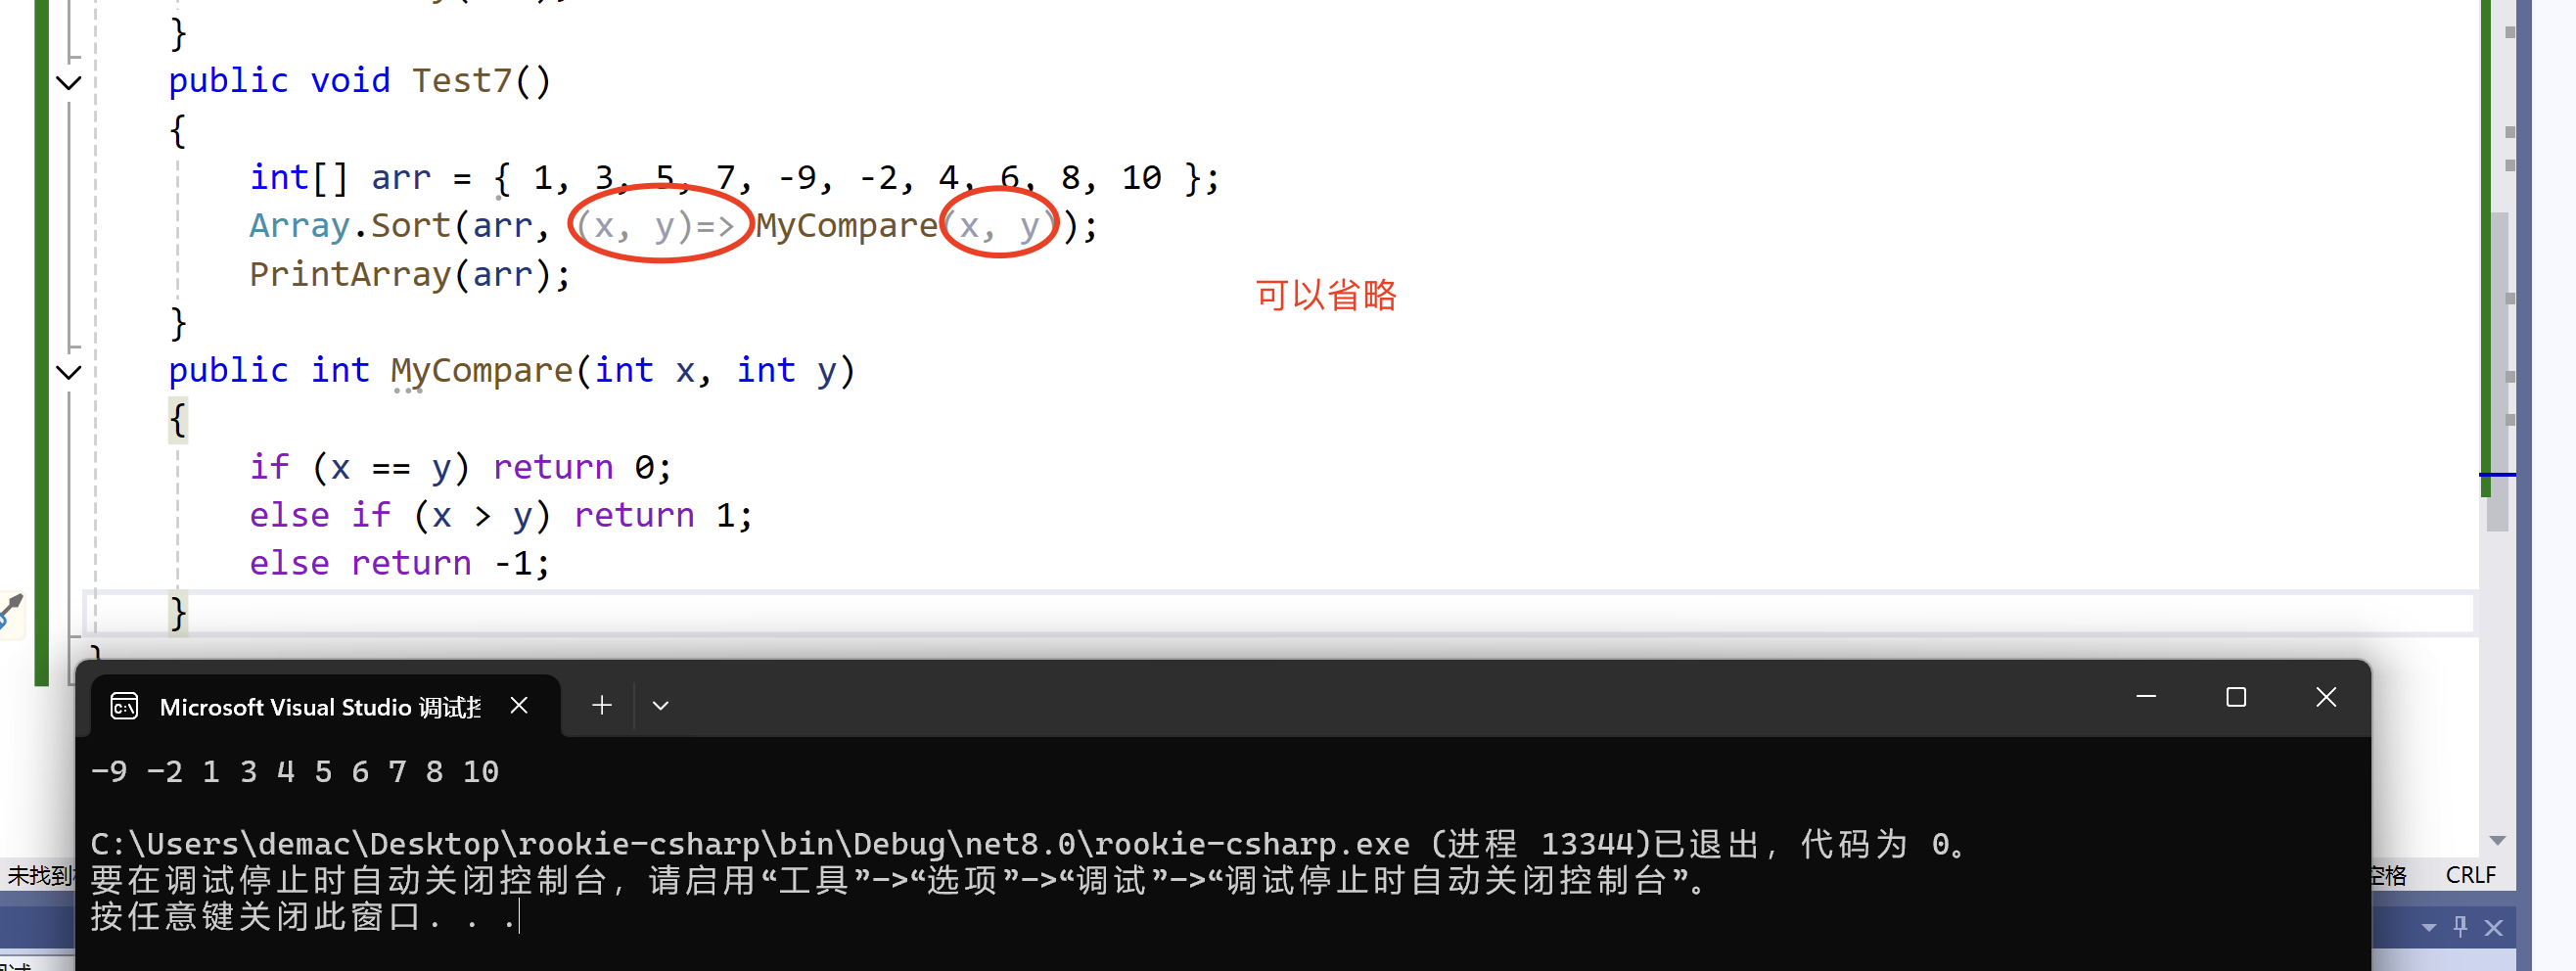 }
public void Test7()
{
int[] arr = { 1, 3, 5, 7, -9, -2, 4, 6, 8, 10 };
Array.Sort(arr, (x, y)=> MyCompare(x, y));
PrintArray(arr);
可以省略
}
public int MyCompare(int x, int y)
{
if (x == y) return 0;
else if (x > y) return 1;
else return -1;
}
}
Microsoft Visual Studio 调试控
-9 -2 1 3 4 5 6 7 8 10
C:\Users\demac\Desktop\rookie-csharp\bin\Debug\net8.0\rookie-csharp.exe (进程 13344)已退出，代码为 0。
未找到
要在调试停止时自动关闭控制台，请启用“工具”->“选项”->“调试”->“调试停止时自动关闭控制台”。
空格 CRLF
按任意键关闭此窗口. . .